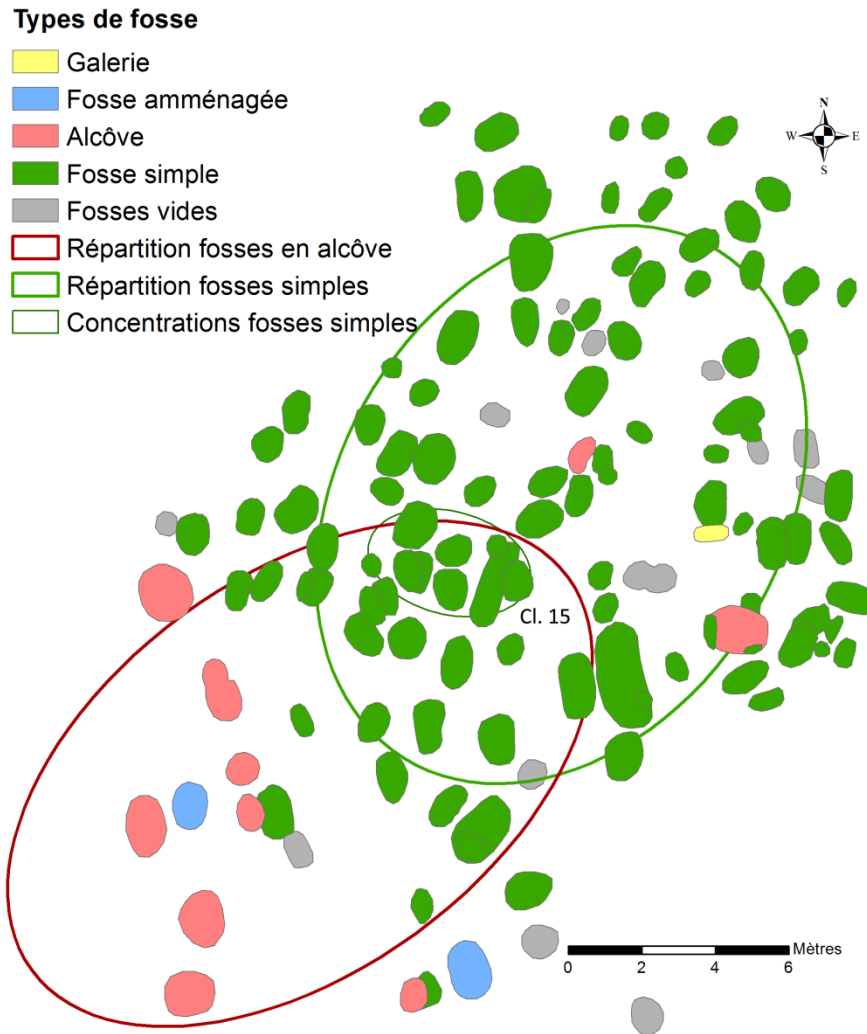 Types de fosse
Galerie
Fosse amménagée
Alcôve
Fosse simple
Fosses vides
Répartition fosses en alcôve
Répartition fosses simples
Concentrations fosses simples
N
W E
S
Cl. 15
Mètres
0 2 4 6